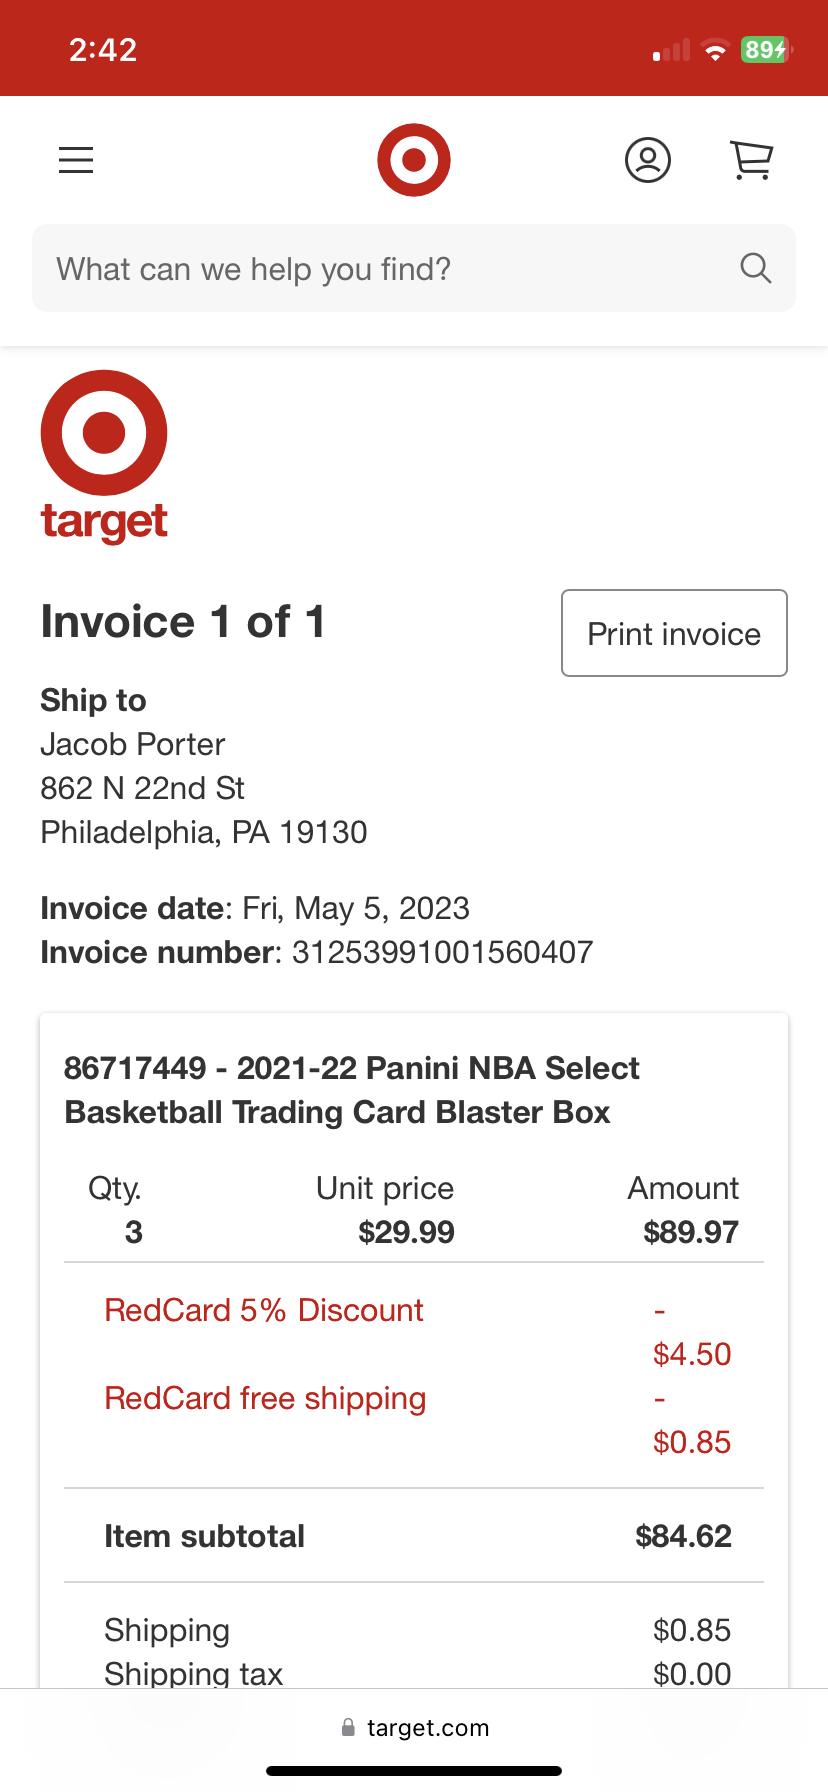 2:42
89
What can we help you find?
target
Invoice 1 of 1
Print invoice
Ship to
Jacob Porter
862 N 22nd St
Philadelphia, PA 19130
Invoice date: Fri, May 5, 2023
Invoice number: 31253991001560407
86717449 - 2021-22 Panini NBA Select
Basketball Trading Card Blaster Box
Qty. Unit price Amount
3 $29.99 $89.97
RedCard 5% Discount -
$4.50
RedCard free shipping -
$0.85
Item subtotal $84.62
Shipping $0.85
Shipping tax $0.00
target.com